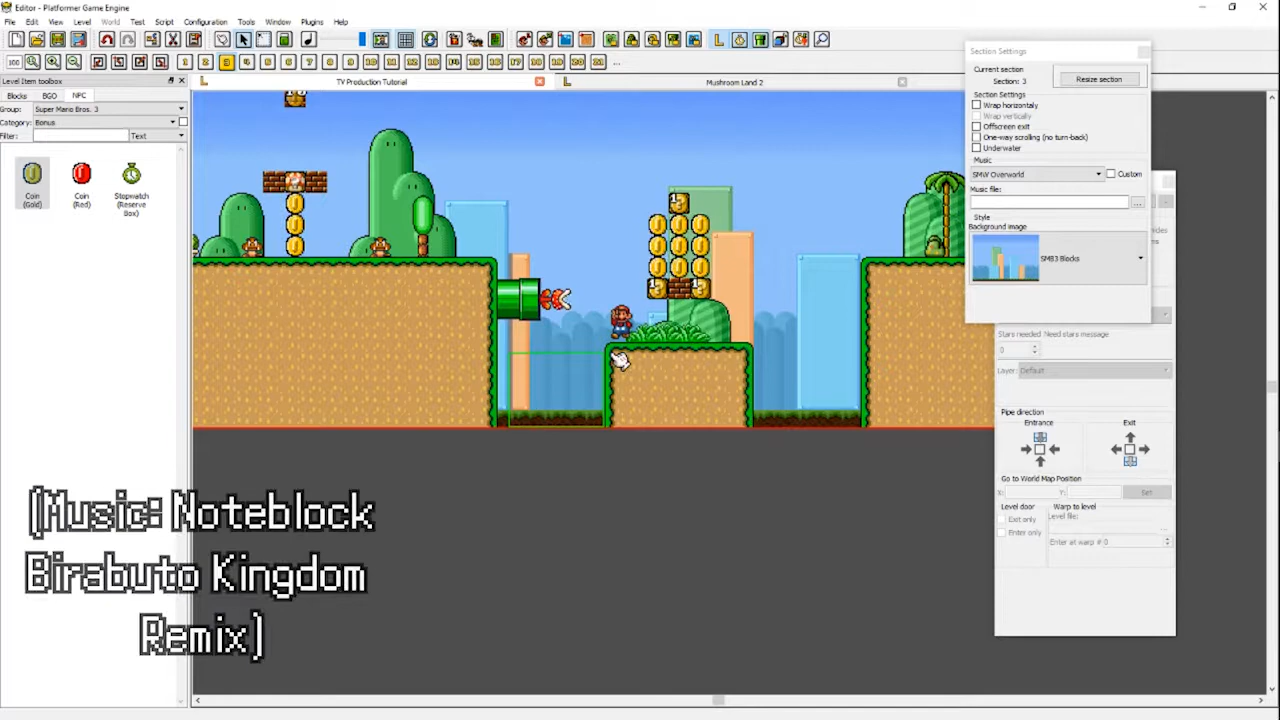 Editor - Platformer Game Engine
File Edit View Level World Test Script Configuration Tools Window Plugins Help
Level Item toolbox
TV Production Tutorial
Mushroom Land 2
Blocks BGO NPC
Group: Super Mario Bros. 3
Category: Bonus
Filter: Text
Coin (Gold)
Coin (Red)
Stopwatch (Reserve Box)
Section Settings
Current section
Section: 3
Resize section
Section Settings
Wrap horizontaly
Wrap vertically
Offscreen exit
One-way scrolling (no turn-back)
Underwater
Music
SMW Overworld
Custom
Music file:
...
Style
Background image
SMB3 Blocks
Stars needed Need stars message
0
Layer: Default
Pipe direction
Entrance Exit
Go to World Map Position
X: Y: Set
Level door Warp to level
Exit only Level file:
Enter only Enter at warp # 0
(Music: Noteblock
Birabuto Kingdom
Remix)